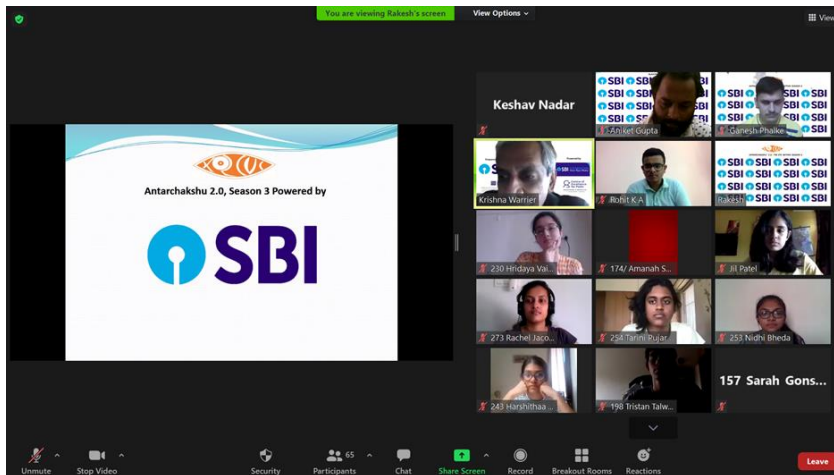 You are viewing Rakesh's screen
View Options
View
Antarchakshu 2.0, Season 3 Powered by
SBI
Keshav Nadar
Aniket Gupta
Ganesh Phalke
Krishna Warrier
Rohit K A
Rakesh
230 Hridaya Vai...
174/ Amanah S...
Jil Patel
273 Rachel Jaco...
254 Tarini Pujar
253 Nidhi Bheda
243 Harshithaa ...
198 Tristan Talw...
157 Sarah Gons...
Unmute
Stop Video
Security
65
Participants
Chat
Share Screen
Record
Breakout Rooms
Reactions
Leave